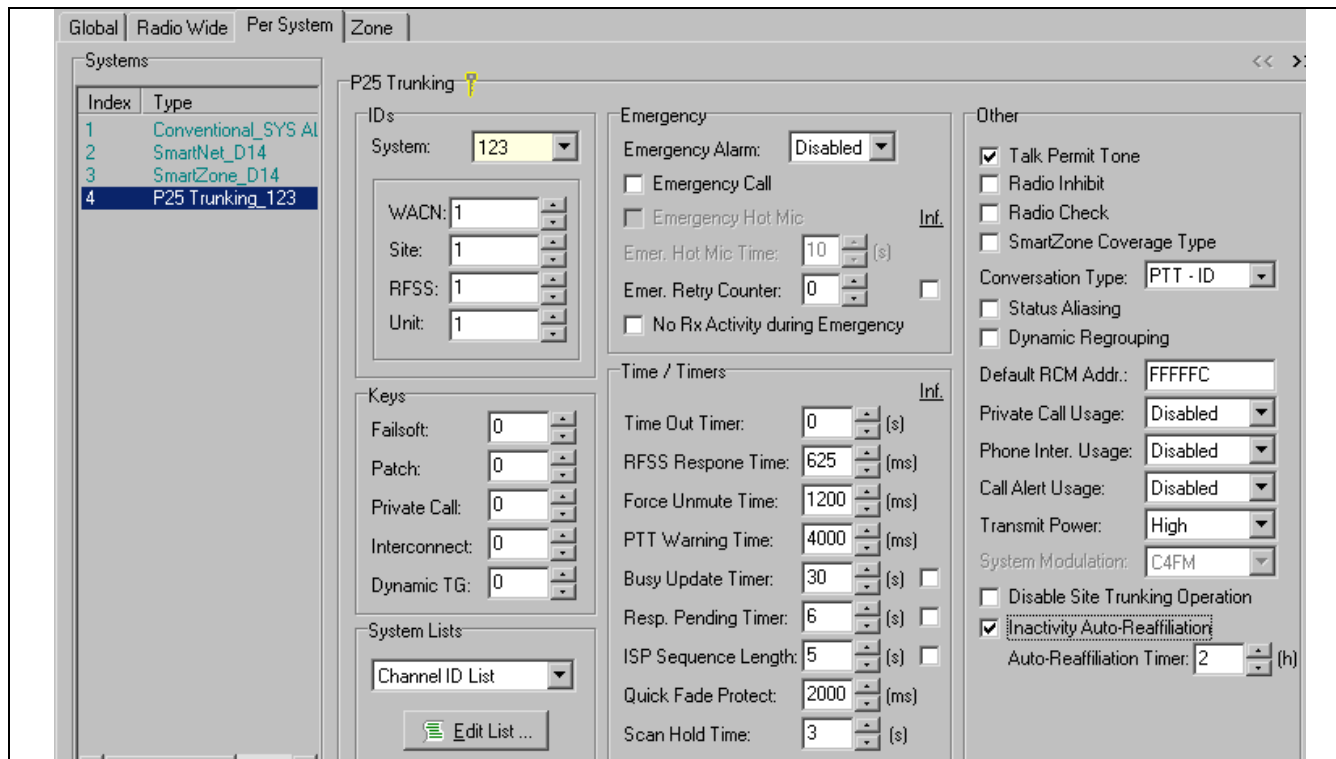 Global Radio Wide Per System Zone
Systems
<< >:
Index Type
1 Conventional_SYS AL
2 SmartNet_D14
3 SmartZone_D14
4 P25 Trunking_123
P25 Trunking
IDs
System: 123
WACN: 1
Site: 1
RFSS: 1
Unit: 1
Keys
Failsoft: 0
Patch: 0
Private Call: 0
Interconnect: 0
Dynamic TG: 0
System Lists
Channel ID List
Edit List ...
Emergency
Emergency Alarm: Disabled
Emergency Call
Emergency Hot Mic Inf.
Emer. Hot Mic Time: 10 (s)
Emer. Retry Counter: 0
No Rx Activity during Emergency
Time / Timers
Inf.
Time Out Timer: 0 (s)
RFSS Respone Time: 625 (ms)
Force Unmute Time: 1200 (ms)
PTT Warning Time: 4000 (ms)
Busy Update Timer: 30 (s)
Resp. Pending Timer: 6 (s)
ISP Sequence Length: 5 (s)
Quick Fade Protect: 2000 (ms)
Scan Hold Time: 3 (s)
Other
Talk Permit Tone
Radio Inhibit
Radio Check
SmartZone Coverage Type
Conversation Type: PTT - ID
Status Aliasing
Dynamic Regrouping
Default RCM Addr.: FFFFFC
Private Call Usage: Disabled
Phone Inter. Usage: Disabled
Call Alert Usage: Disabled
Transmit Power: High
System Modulation: C4FM
Disable Site Trunking Operation
Inactivity Auto-Reaffiliation
Auto-Reaffiliation Timer: 2 (h)